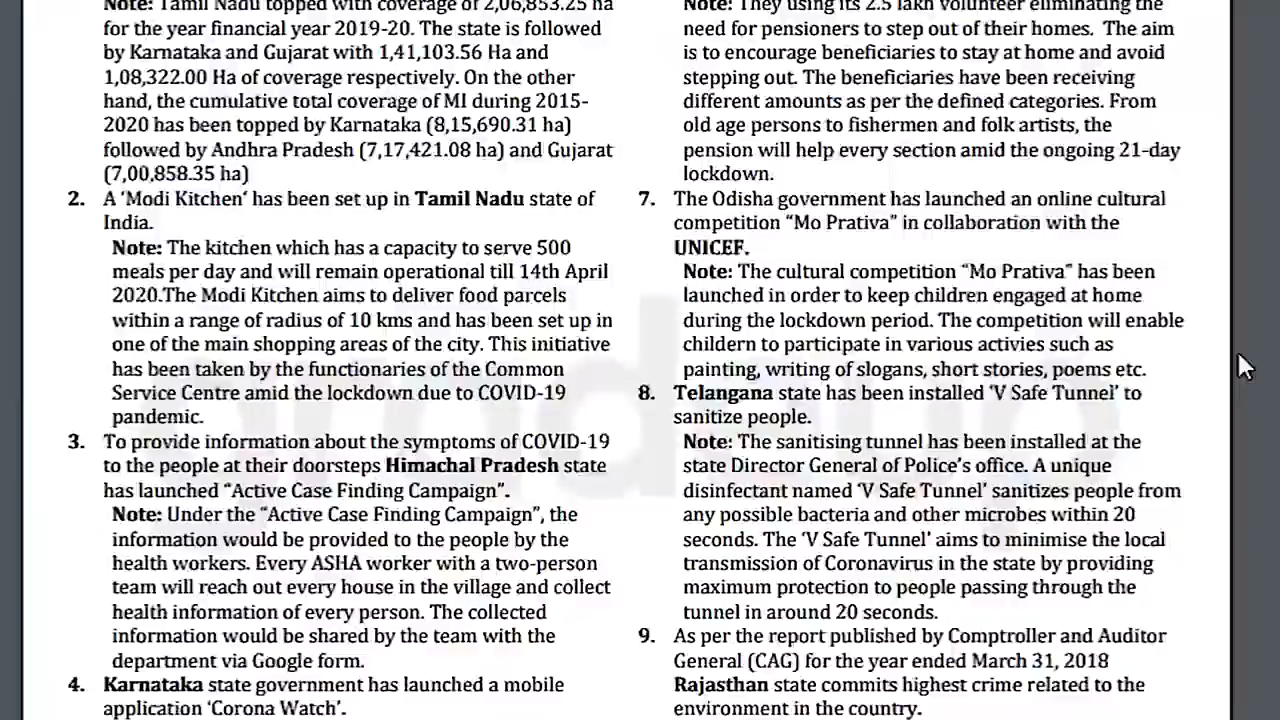 Note: Tamil Nadu topped with coverage of 2,06,853.25 ha
for the year financial year 2019-20. The state is followed
by Karnataka and Gujarat with 1,41,103.56 Ha and
1,08,322.00 Ha of coverage respectively. On the other
hand, the cumulative total coverage of MI during 2015-
2020 has been topped by Karnataka (8,15,690.31 ha)
followed by Andhra Pradesh (7,17,421.08 ha) and Gujarat
(7,00,858.35 ha)
2. A 'Modi Kitchen' has been set up in Tamil Nadu state of
India.
Note: The kitchen which has a capacity to serve 500
meals per day and will remain operational till 14th April
2020.The Modi Kitchen aims to deliver food parcels
within a range of radius of 10 kms and has been set up in
one of the main shopping areas of the city. This initiative
has been taken by the functionaries of the Common
Service Centre amid the lockdown due to COVID-19
pandemic.
3. To provide information about the symptoms of COVID-19
to the people at their doorsteps Himachal Pradesh state
has launched “Active Case Finding Campaign”.
Note: Under the “Active Case Finding Campaign”, the
information would be provided to the people by the
health workers. Every ASHA worker with a two-person
team will reach out every house in the village and collect
health information of every person. The collected
information would be shared by the team with the
department via Google form.
4. Karnataka state government has launched a mobile
application 'Corona Watch'.
Note: They using its 2.5 lakh volunteer eliminating the
need for pensioners to step out of their homes. The aim
is to encourage beneficiaries to stay at home and avoid
stepping out. The beneficiaries have been receiving
different amounts as per the defined categories. From
old age persons to fishermen and folk artists, the
pension will help every section amid the ongoing 21-day
lockdown.
7. The Odisha government has launched an online cultural
competition “Mo Prativa” in collaboration with the
UNICEF.
Note: The cultural competition “Mo Prativa” has been
launched in order to keep children engaged at home
during the lockdown period. The competition will enable
childern to participate in various activies such as
painting, writing of slogans, short stories, poems etc.
8. Telangana state has been installed 'V Safe Tunnel' to
sanitize people.
Note: The sanitising tunnel has been installed at the
state Director General of Police's office. A unique
disinfectant named 'V Safe Tunnel' sanitizes people from
any possible bacteria and other microbes within 20
seconds. The 'V Safe Tunnel' aims to minimise the local
transmission of Coronavirus in the state by providing
maximum protection to people passing through the
tunnel in around 20 seconds.
9. As per the report published by Comptroller and Auditor
General (CAG) for the year ended March 31, 2018
Rajasthan state commits highest crime related to the
environment in the country.